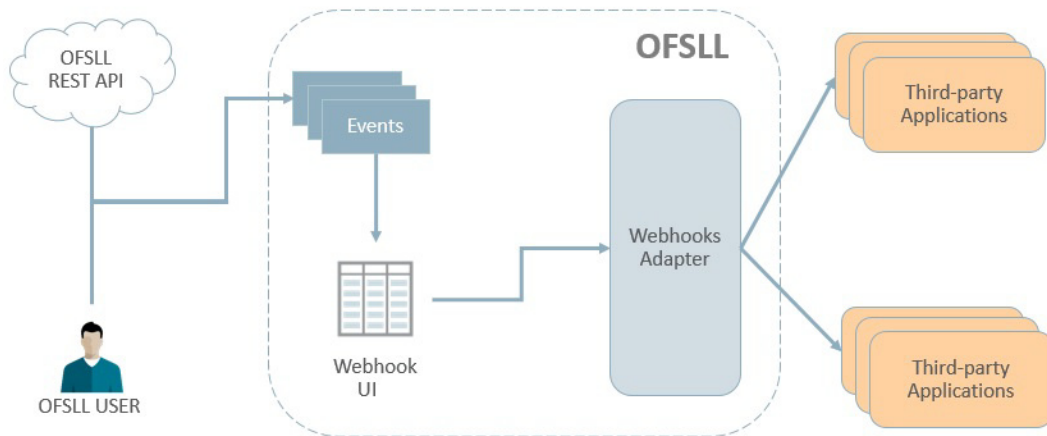 OFSLL
REST API
OFSLL USER
OFSLL
Events
Webhook
UI
Webhooks
Adapter
Third-party
Applications
Third-party
Applications